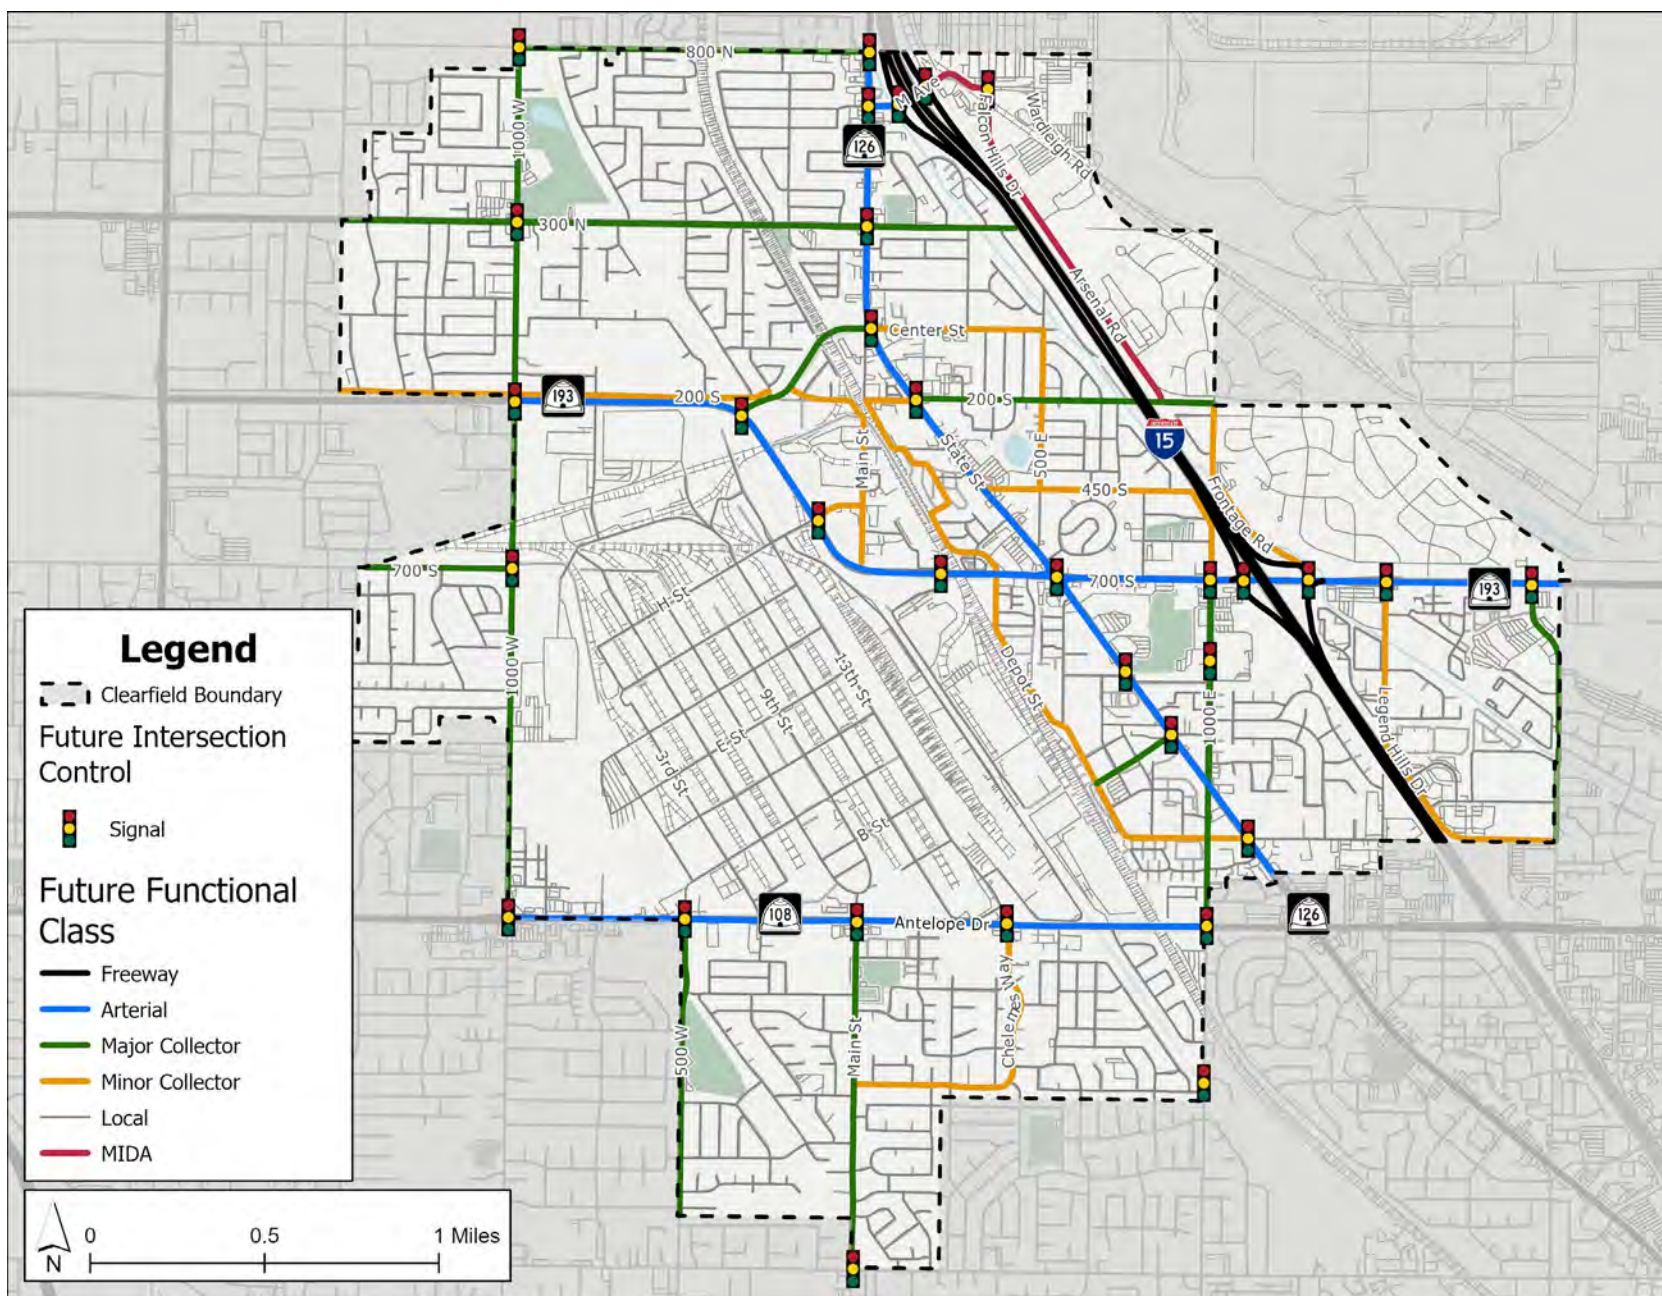 800 N
M Ave
1000 W
Falcon Hills Dr
Wardleigh Rd
126
300 N
Arsenal Rd
Center St
193
200 S
200 S
15
Main St
State St
500 E
450 S
Frontage Rd
700 S
700 S
193
H St
Legend
Clearfield Boundary
Future Intersection
Control
Signal
Future Functional
Class
Freeway
Arterial
Major Collector
Minor Collector
Local
MIDA
1000 W
13th St
9th St
E St
3rd St
B St
Depot St
1000 E
Legend Hills Dr
108
Antelope Dr
126
500 W
Main St
Chelemes Way
N
0
0.5
1 Miles